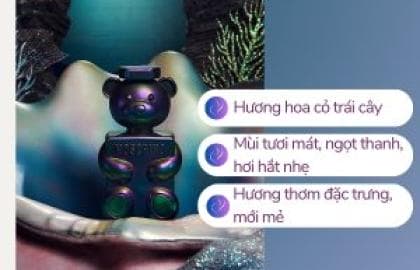 MOSCHINO
Hương hoa cỏ trái cây
Mùi tươi mát, ngọt thanh,
hơi hắt nhẹ
Hương thơm đặc trưng,
mới mẻ